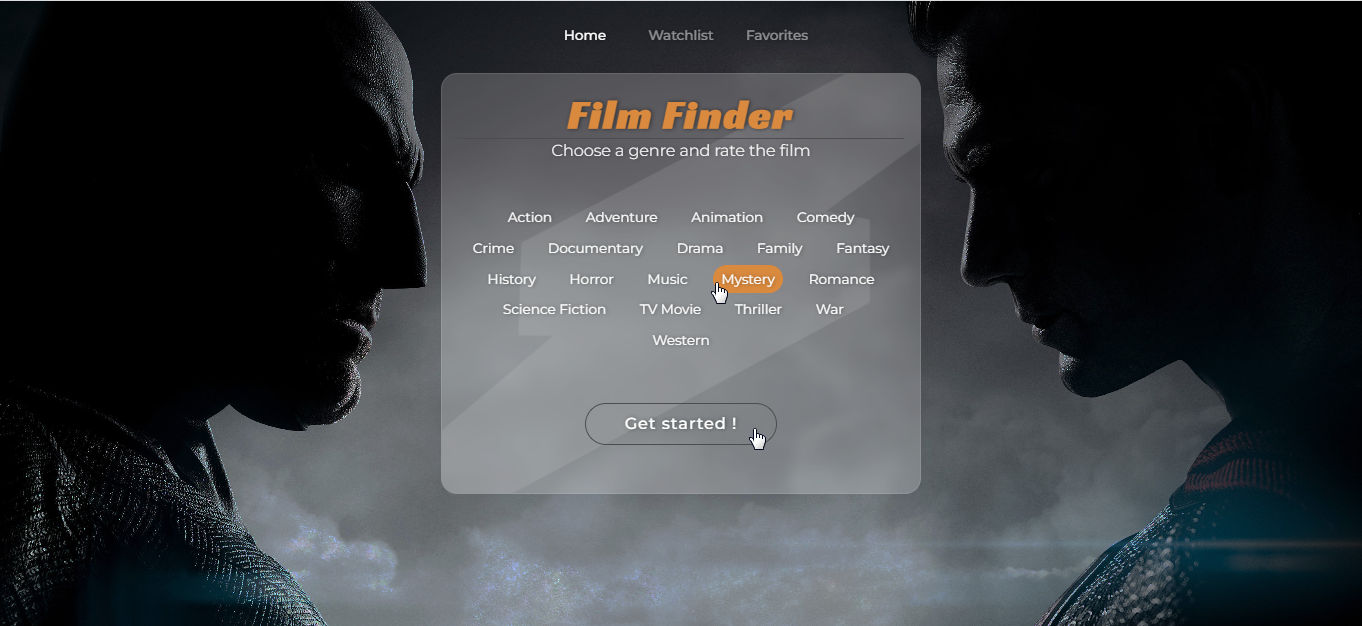 Home Watchlist Favorites
Film Finder
Choose a genre and rate the film
Action Adventure Animation Comedy
Crime Documentary Drama Family Fantasy
History Horror Music Mystery Romance
Science Fiction TV Movie Thriller War
Western
Get started !